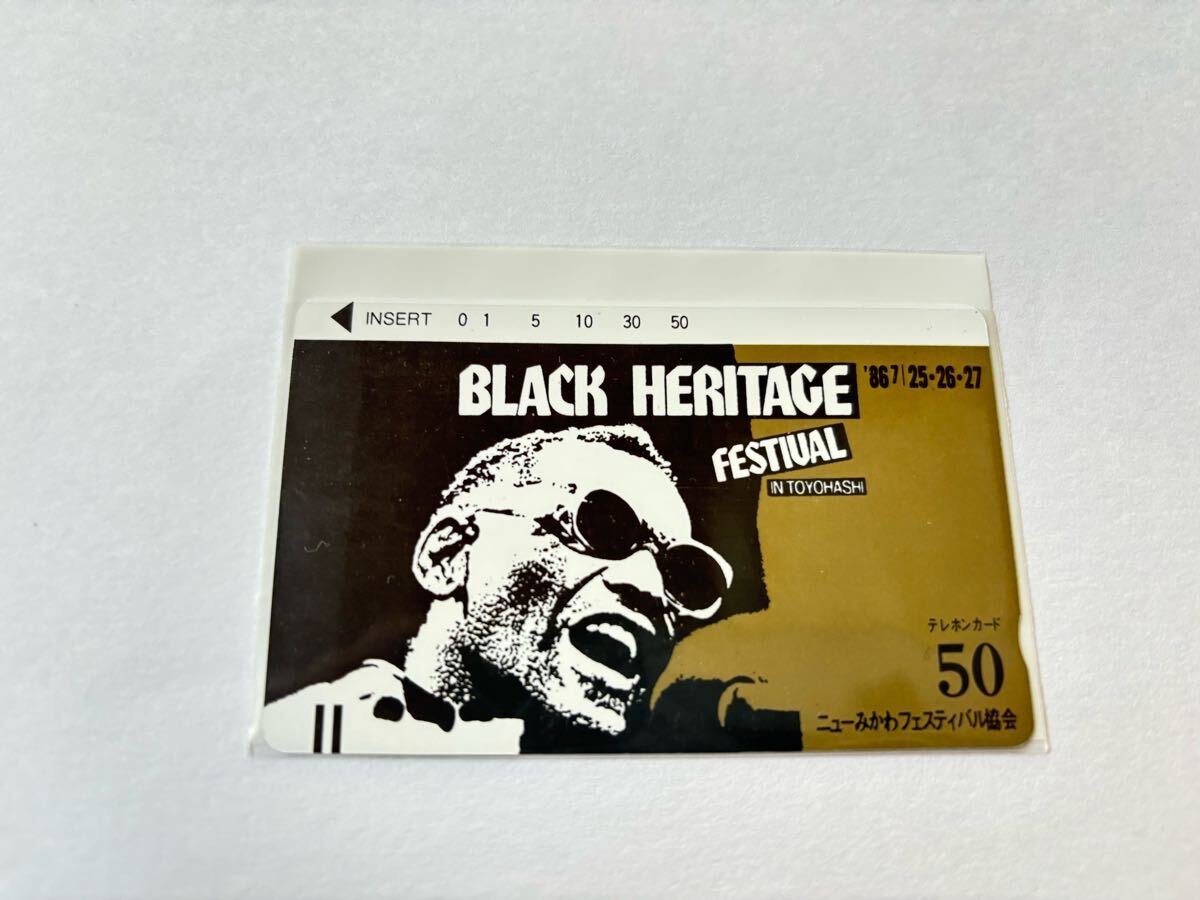 INSERT 0 1 5 10 30 50
BLACK HERITAGE '86 7/25・26・27
FESTIVAL
IN TOYOHASHI
テレホンカード
50
ニューみかわフェスティバル協会